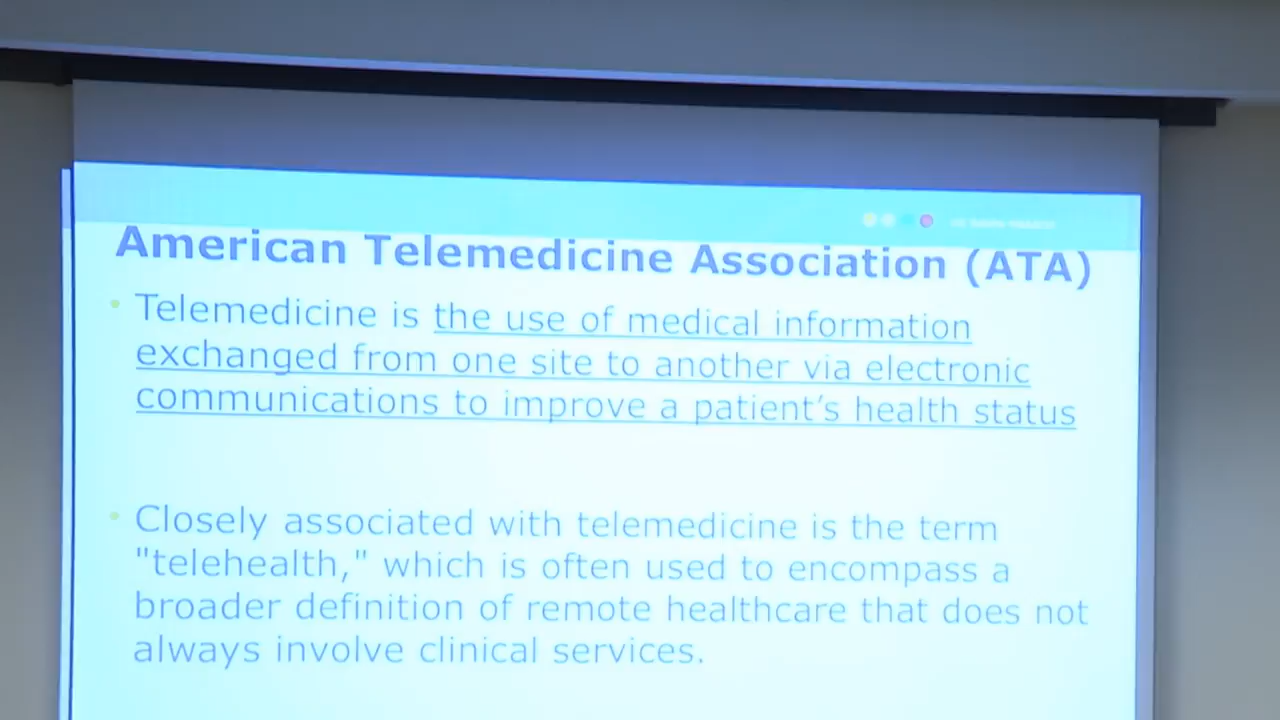 American Telemedicine Association (ATA)
• Telemedicine is the use of medical information
exchanged from one site to another via electronic
communications to improve a patient’s health status
• Closely associated with telemedicine is the term
"telehealth," which is often used to encompass a
broader definition of remote healthcare that does not
always involve clinical services.